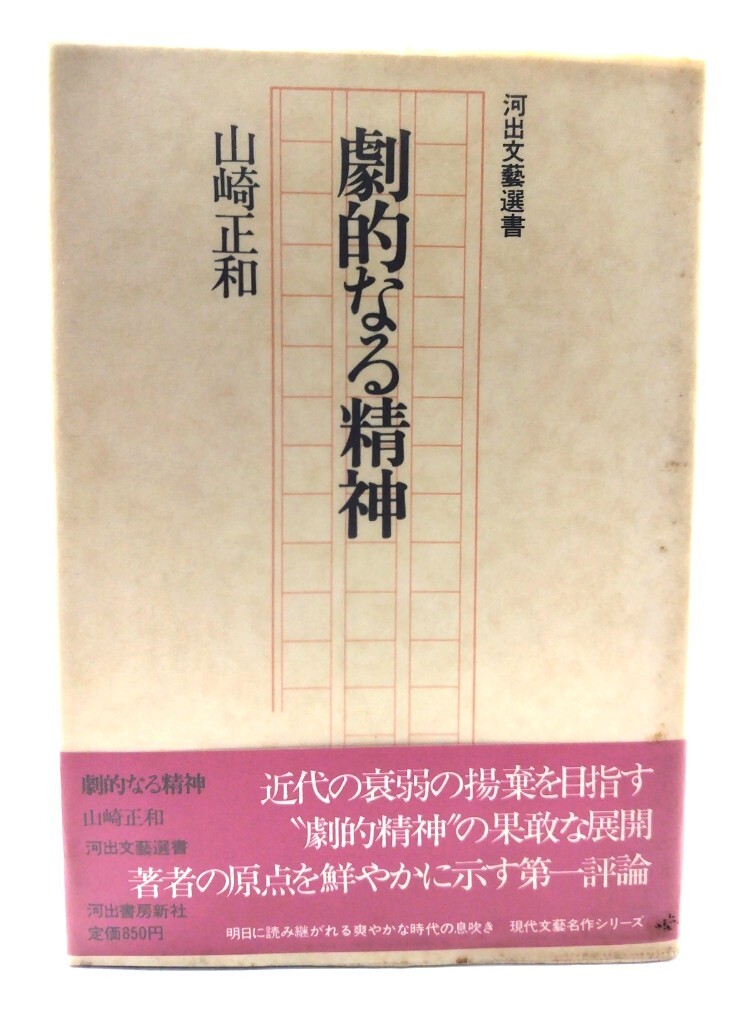 河出文藝選書
劇的なる精神
山崎正和
劇的なる精神
山崎正和
河出文藝選書
河出書房新社
定価850円
近代の衰弱の揚棄を目指す
〝劇的精神〟の果敢な展開
著者の原点を鮮やかに示す第一評論
明日に読み継がれる爽やかな時代の息吹き 現代文藝名作シリーズ